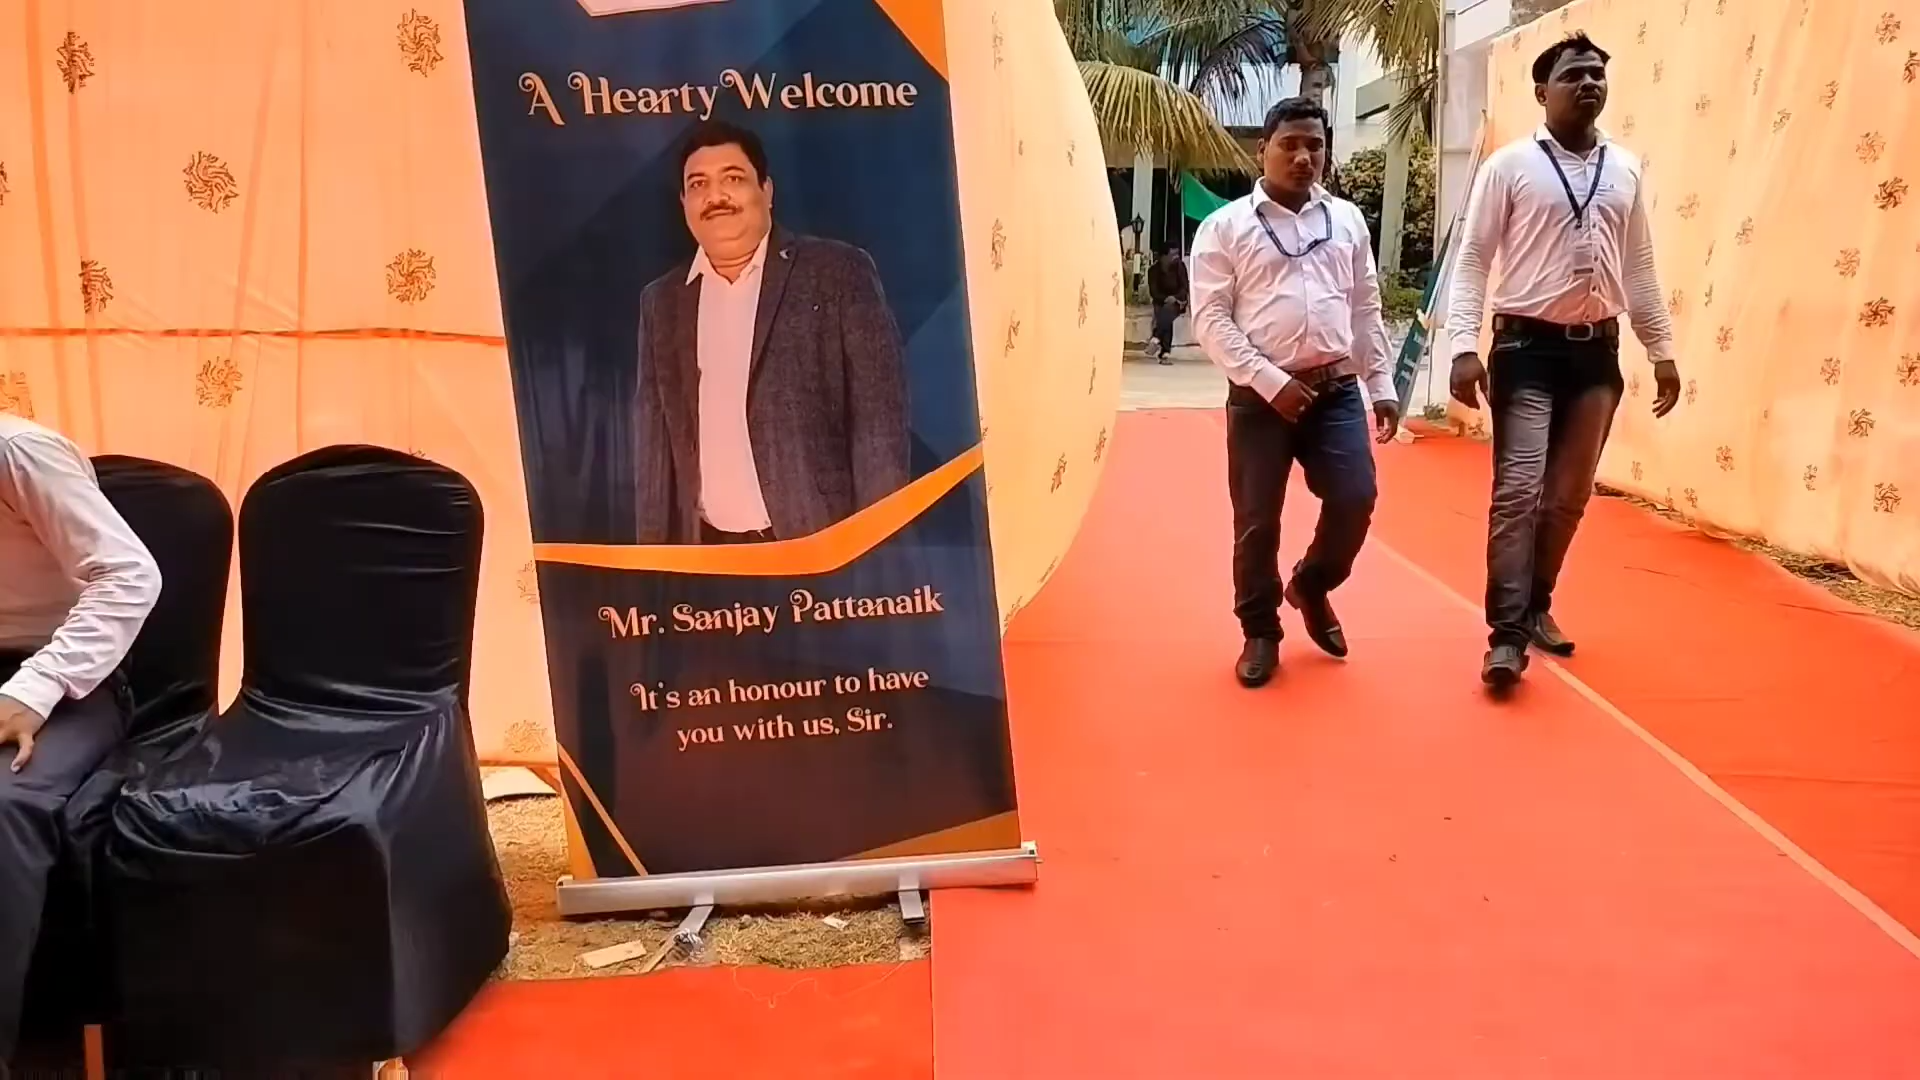 A Hearty Welcome
Mr. Sanjay Pattanaik
It's an honour to have
you with us, Sir.